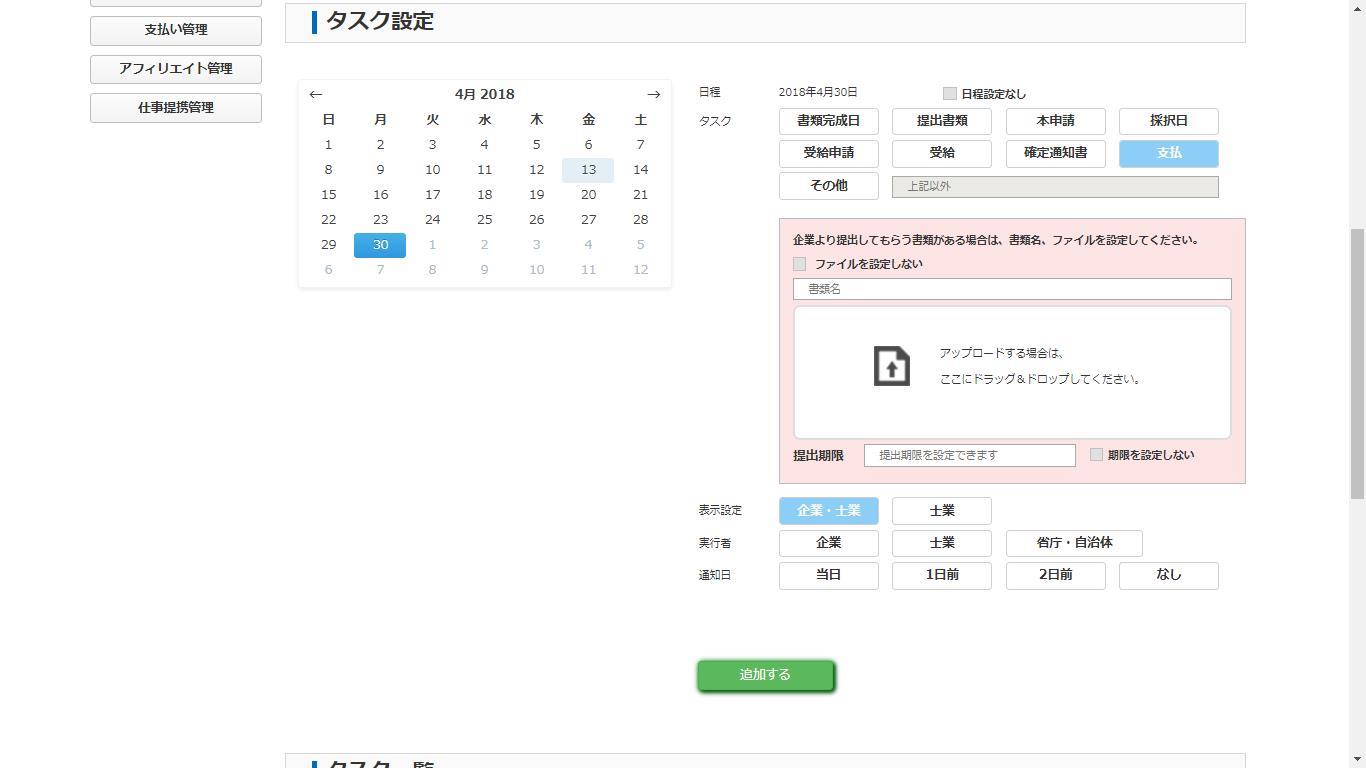 支払い管理
アフィリエイト管理
仕事提携管理
タスク設定
← 4月 2018 →
日 月 火 水 木 金 土
1 2 3 4 5 6 7
8 9 10 11 12 13 14
15 16 17 18 19 20 21
22 23 24 25 26 27 28
29 30 1 2 3 4 5
6 7 8 9 10 11 12
日程 2018年4月30日 日程設定なし
タスク 書類完成日 提出書類 本申請 採択日
受給申請 受給 確定通知書 支払
その他 上記以外
企業より提出してもらう書類がある場合は、書類名、ファイルを設定してください。
ファイルを設定しない
書類名
アップロードする場合は、
ここにドラッグ＆ドロップしてください。
提出期限 提出期限を設定できます 期限を設定しない
表示設定 企業・士業 士業
実行者 企業 士業 省庁・自治体
通知日 当日 1日前 2日前 なし
追加する
タスク一覧